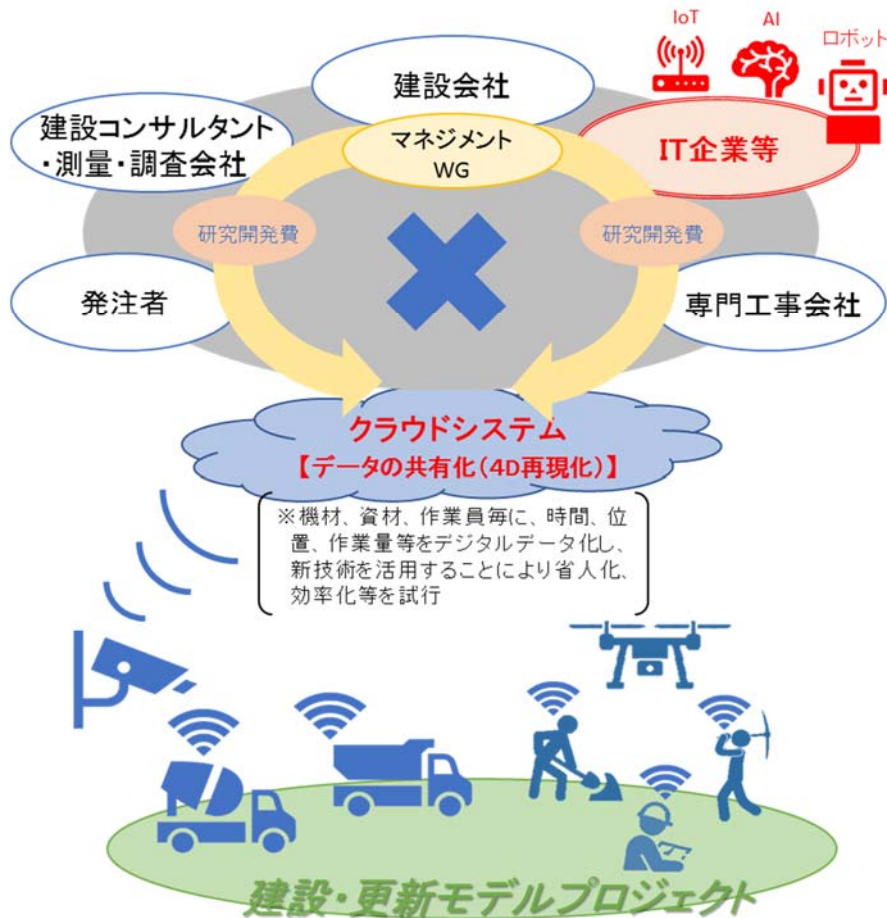 IoT
AI
ロボット
建設会社
建設コンサルタント
・測量・調査会社
マネジメント
WG
IT企業等
研究開発費
研究開発費
発注者
専門工事会社
クラウドシステム
【データの共有化(4D再現化)】
※機材、資材、作業員毎に、時間、位
置、作業量等をデジタルデータ化し、
新技術を活用することにより省人化、
効率化等を試行
建設・更新モデルプロジェクト